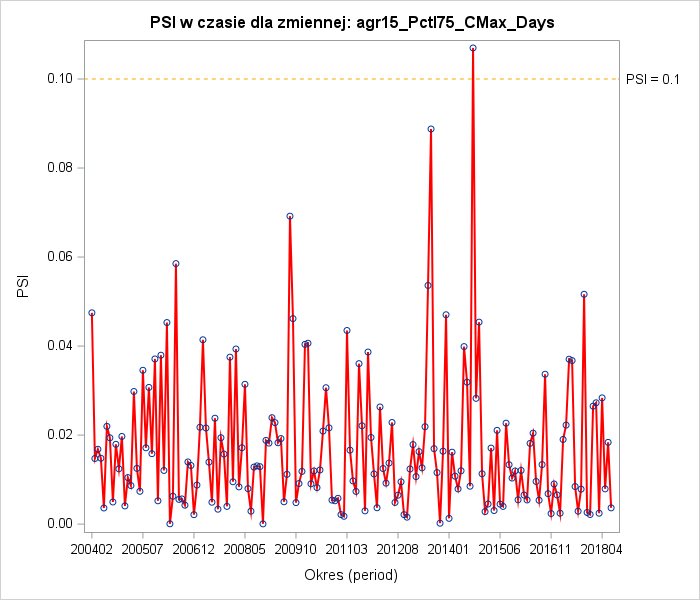 PSI w czasie dla zmiennej: agr15_Pctl75_CMax_Days
0.10
PSI = 0.1
0.08
0.06
PSI
0.04
0.02
0.00
200402 200507 200612 200805 200910 201103 201208 201401 201506 201611 201804
Okres (period)